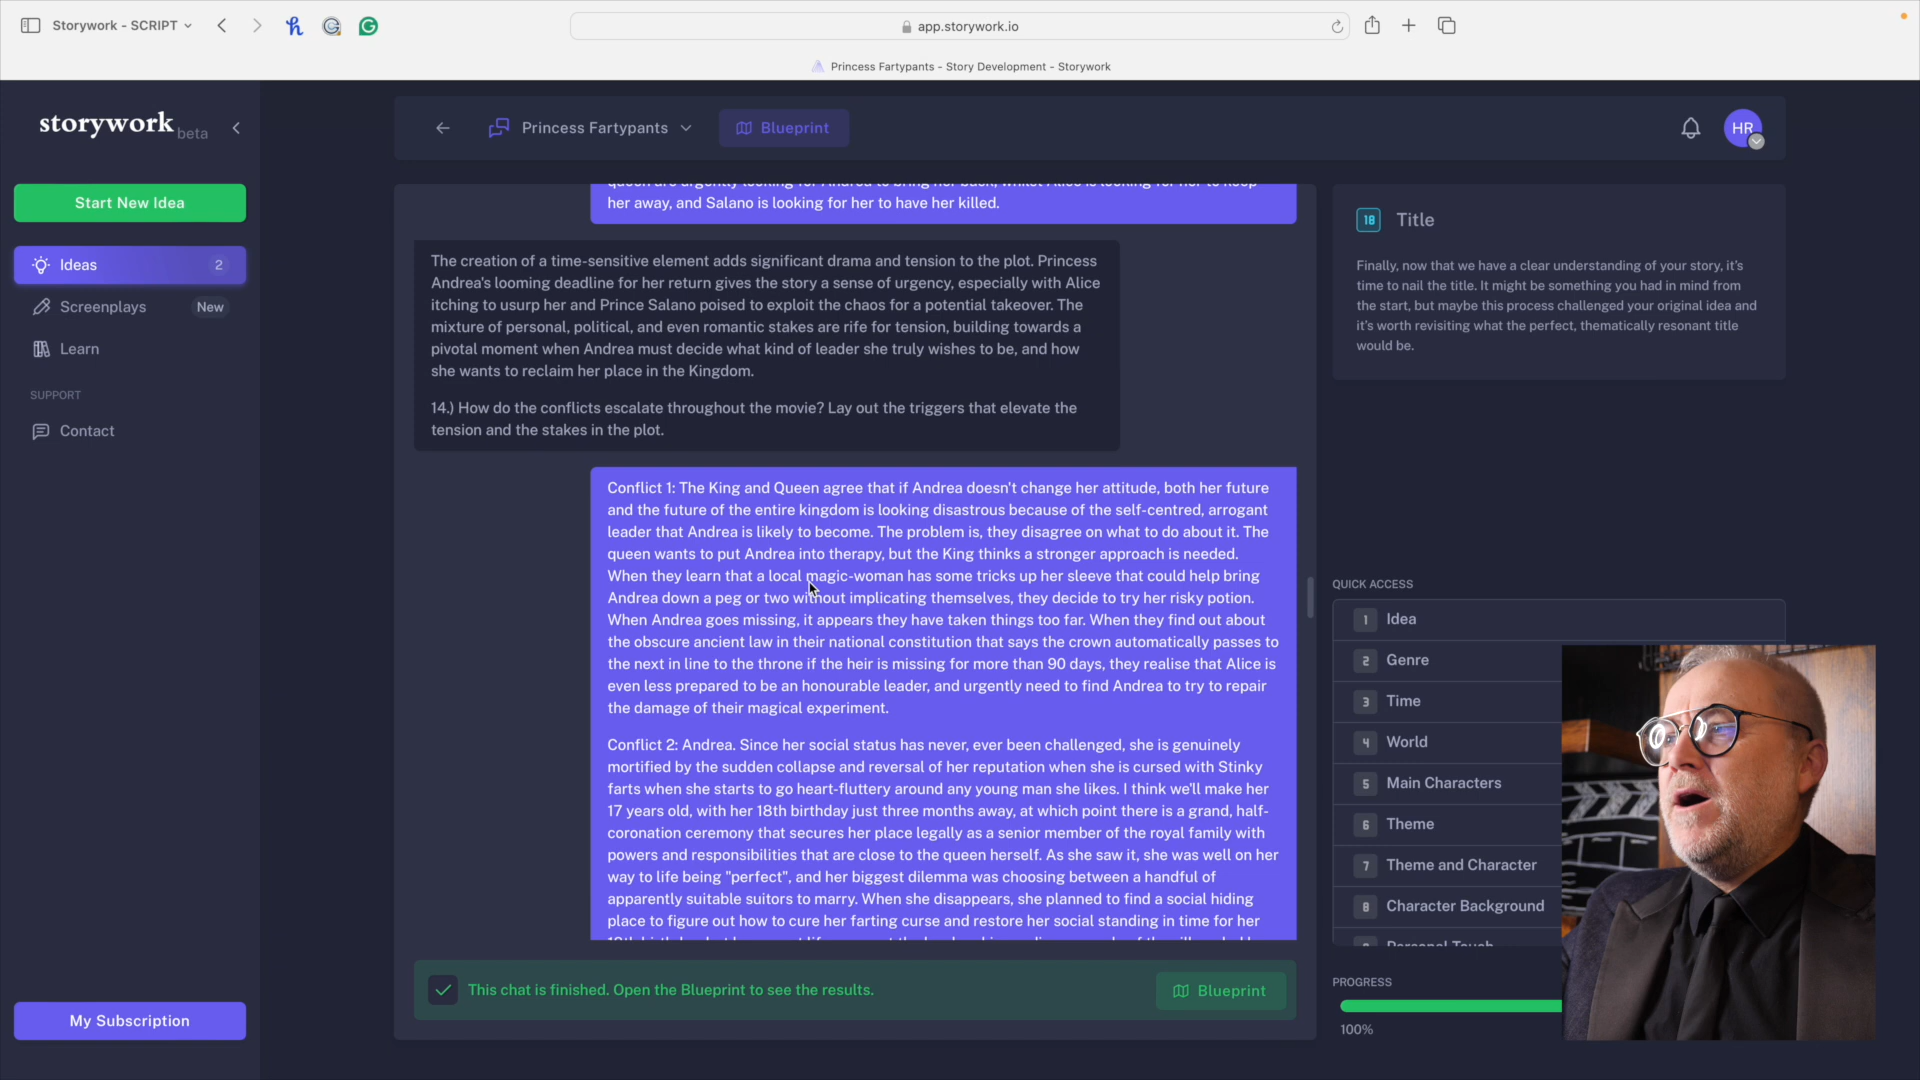 Storywork - SCRIPT
app.storywork.io
Princess Fartypants - Story Development - Storywork
storywork beta
Start New Idea
Ideas 2
Screenplays New
Learn
SUPPORT
Contact
My Subscription
Princess Fartypants
Blueprint
HR
her away, and Salano is looking for her to have her killed.
The creation of a time-sensitive element adds significant drama and tension to the plot. Princess
Andrea's looming deadline for her return gives the story a sense of urgency, especially with Alice
itching to usurp her and Prince Salano poised to exploit the chaos for a potential takeover. The
mixture of personal, political, and even romantic stakes are rife for tension, building towards a
pivotal moment when Andrea must decide what kind of leader she truly wishes to be, and how
she wants to reclaim her place in the Kingdom.
14.) How do the conflicts escalate throughout the movie? Lay out the triggers that elevate the
tension and the stakes in the plot.
Conflict 1: The King and Queen agree that if Andrea doesn't change her attitude, both her future
and the future of the entire kingdom is looking disastrous because of the self-centred, arrogant
leader that Andrea is likely to become. The problem is, they disagree on what to do about it. The
queen wants to put Andrea into therapy, but the King thinks a stronger approach is needed.
When they learn that a local magic-woman has some tricks up her sleeve that could help bring
Andrea down a peg or two without implicating themselves, they decide to try her risky potion.
When Andrea goes missing, it appears they have taken things too far. When they find out about
the obscure ancient law in their national constitution that says the crown automatically passes to
the next in line to the throne if the heir is missing for more than 90 days, they realise that Alice is
even less prepared to be an honourable leader, and urgently need to find Andrea to try to repair
the damage of their magical experiment.
Conflict 2: Andrea. Since her social status has never, ever been challenged, she is genuinely
mortified by the sudden collapse and reversal of her reputation when she is cursed with Stinky
farts when she starts to go heart-fluttery around any young man she likes. I think we'll make her
17 years old, with her 18th birthday just three months away, at which point there is a grand, half-
coronation ceremony that secures her place legally as a senior member of the royal family with
powers and responsibilities that are close to the queen herself. As she saw it, she was well on her
way to life being "perfect", and her biggest dilemma was choosing between a handful of
apparently suitable suitors to marry. When she disappears, she planned to find a social hiding
place to figure out how to cure her farting curse and restore her social standing in time for her
This chat is finished. Open the Blueprint to see the results.
Blueprint
18 Title
Finally, now that we have a clear understanding of your story, it's
time to nail the title. It might be something you had in mind from
the start, but maybe this process challenged your original idea and
it's worth revisiting what the perfect, thematically resonant title
would be.
QUICK ACCESS
1 Idea
2 Genre
3 Time
4 World
5 Main Characters
6 Theme
7 Theme and Character
8 Character Background
Personal Touch
PROGRESS
100%